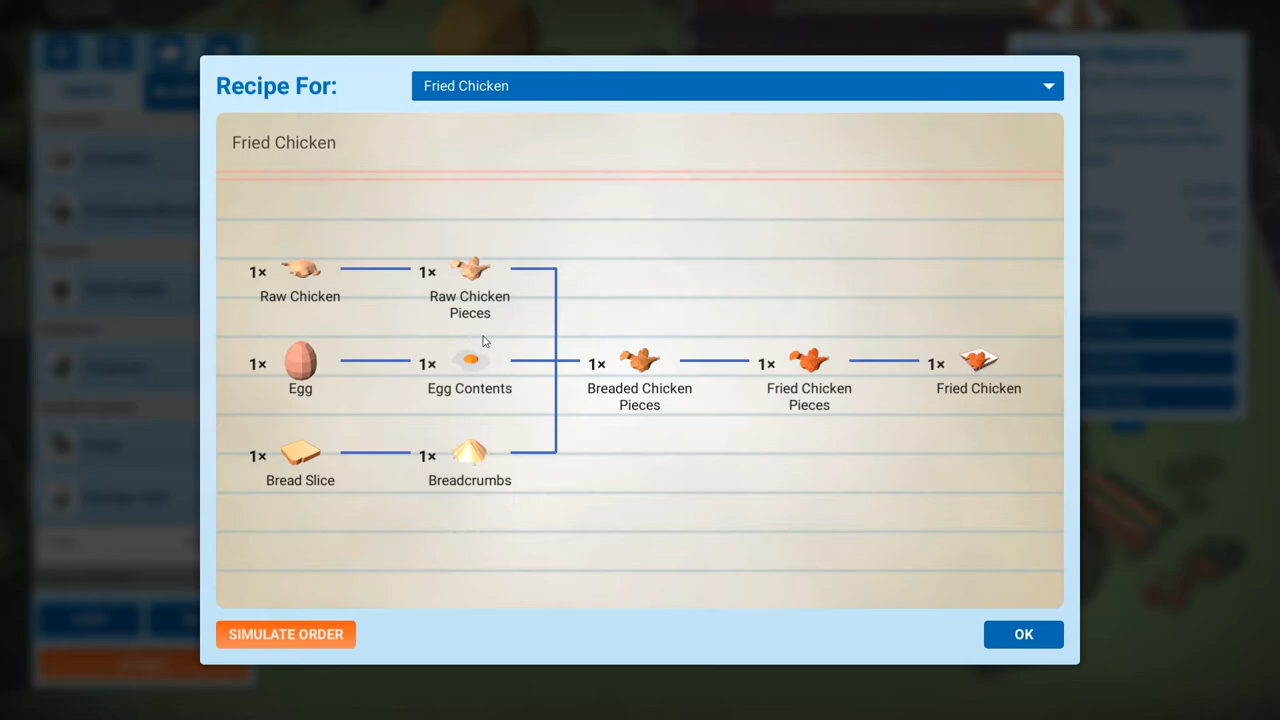 Recipe For:
Fried Chicken
Fried Chicken
1×
Raw Chicken
1×
Raw Chicken
Pieces
1×
Egg
1×
Egg Contents
1×
Breaded Chicken
Pieces
1×
Fried Chicken
Pieces
1×
Fried Chicken
1×
Bread Slice
1×
Breadcrumbs
SIMULATE ORDER
OK